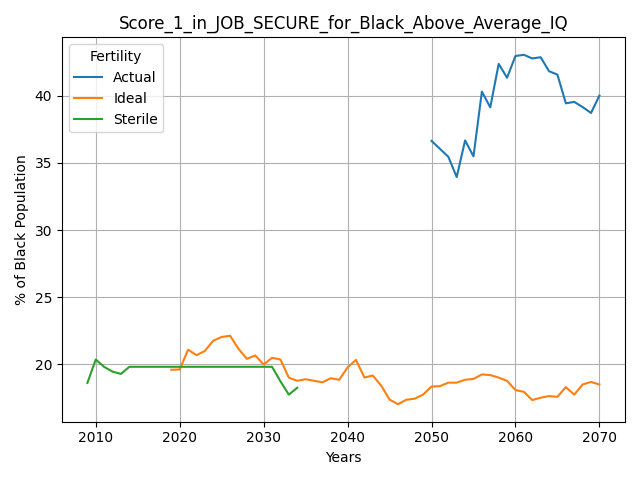 Score_1_in_JOB_SECURE_for_Black_Above_Average_IQ
Fertility
Actual
Ideal
Sterile
% of Black Population
40
35
30
25
20
2010
2020
2030
2040
2050
2060
2070
Years